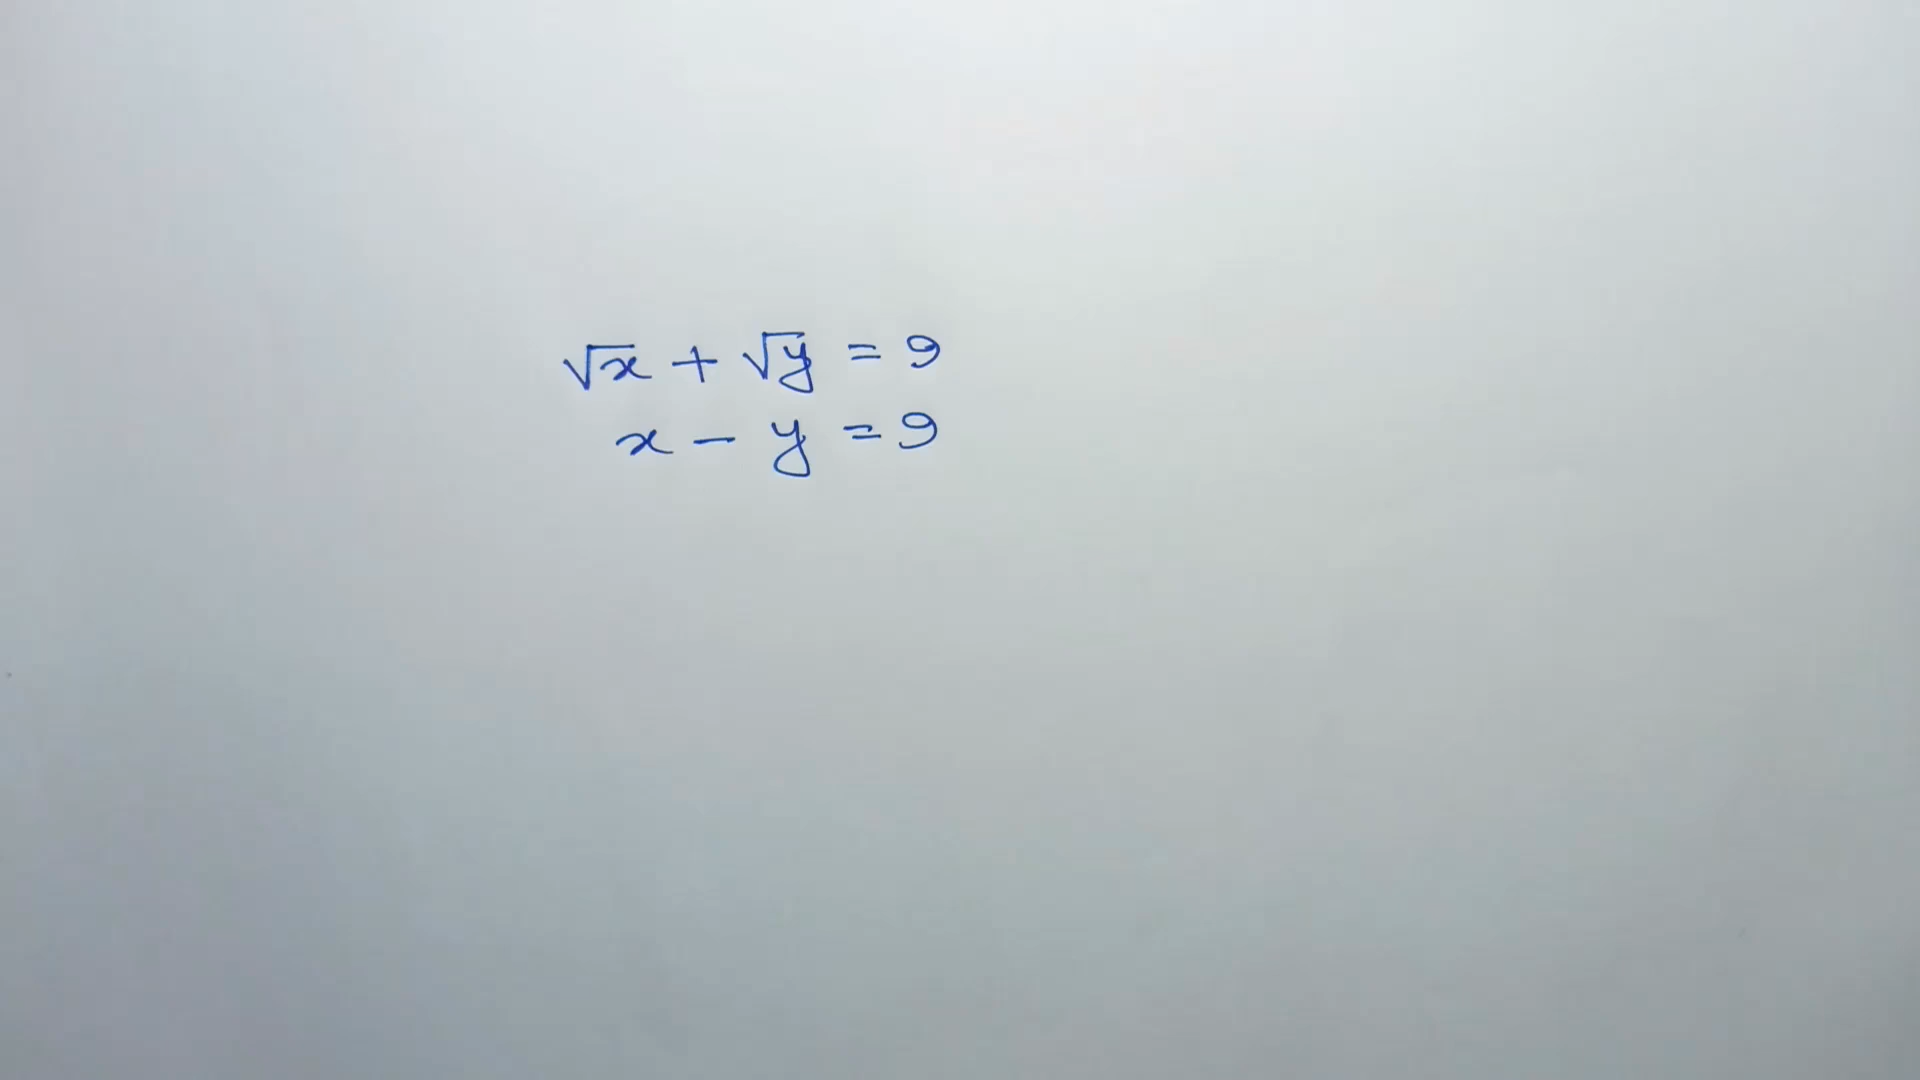 √x + √y = 9
x - y = 9